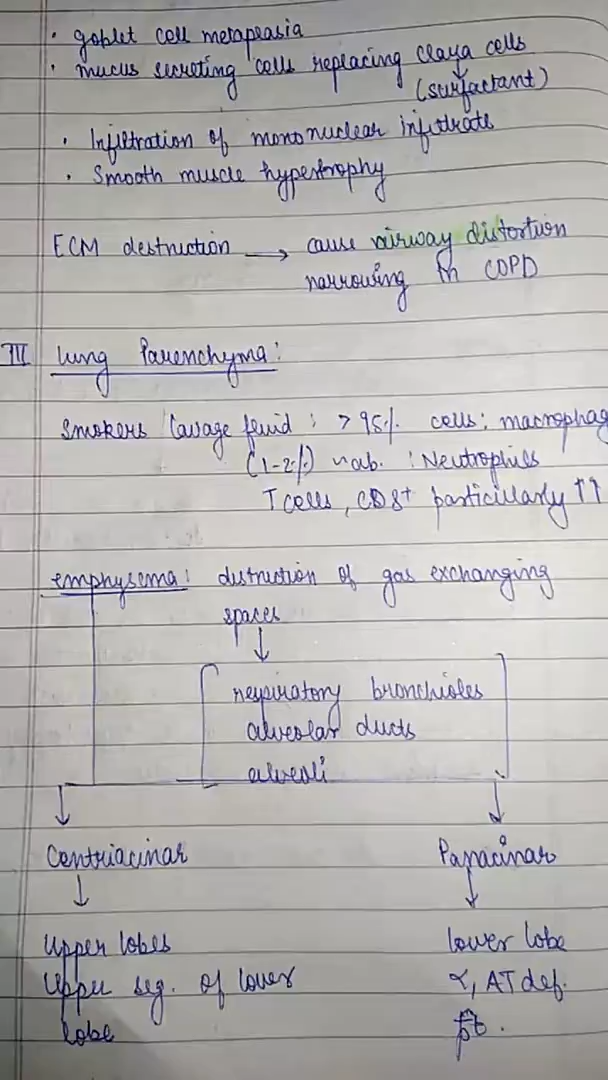 · goblet cell metaplasia
· mucus secreting cells replacing clara cells
(surfactant)
· Infiltration of mononuclear infiltrate
· Smooth muscle hypertrophy
ECM destruction → cause airway distortion
narrowing in COPD
III lung Parenchyma:
Smokers lavage fluid : >95% cells: macrophag
(1-2%) nab. : Neutrophils
T cells, CD8+ particularly ↑↑
emphysema: distruction of gas exchanging
spaces
↓
respiratory bronchioles
alveolar ducts
alveoli
↓ ↓
Centriacinar Panacinar
↓ ↓
Upper lobes lower lobe
Upper seg. of lower α, AT def.
lobe pt.